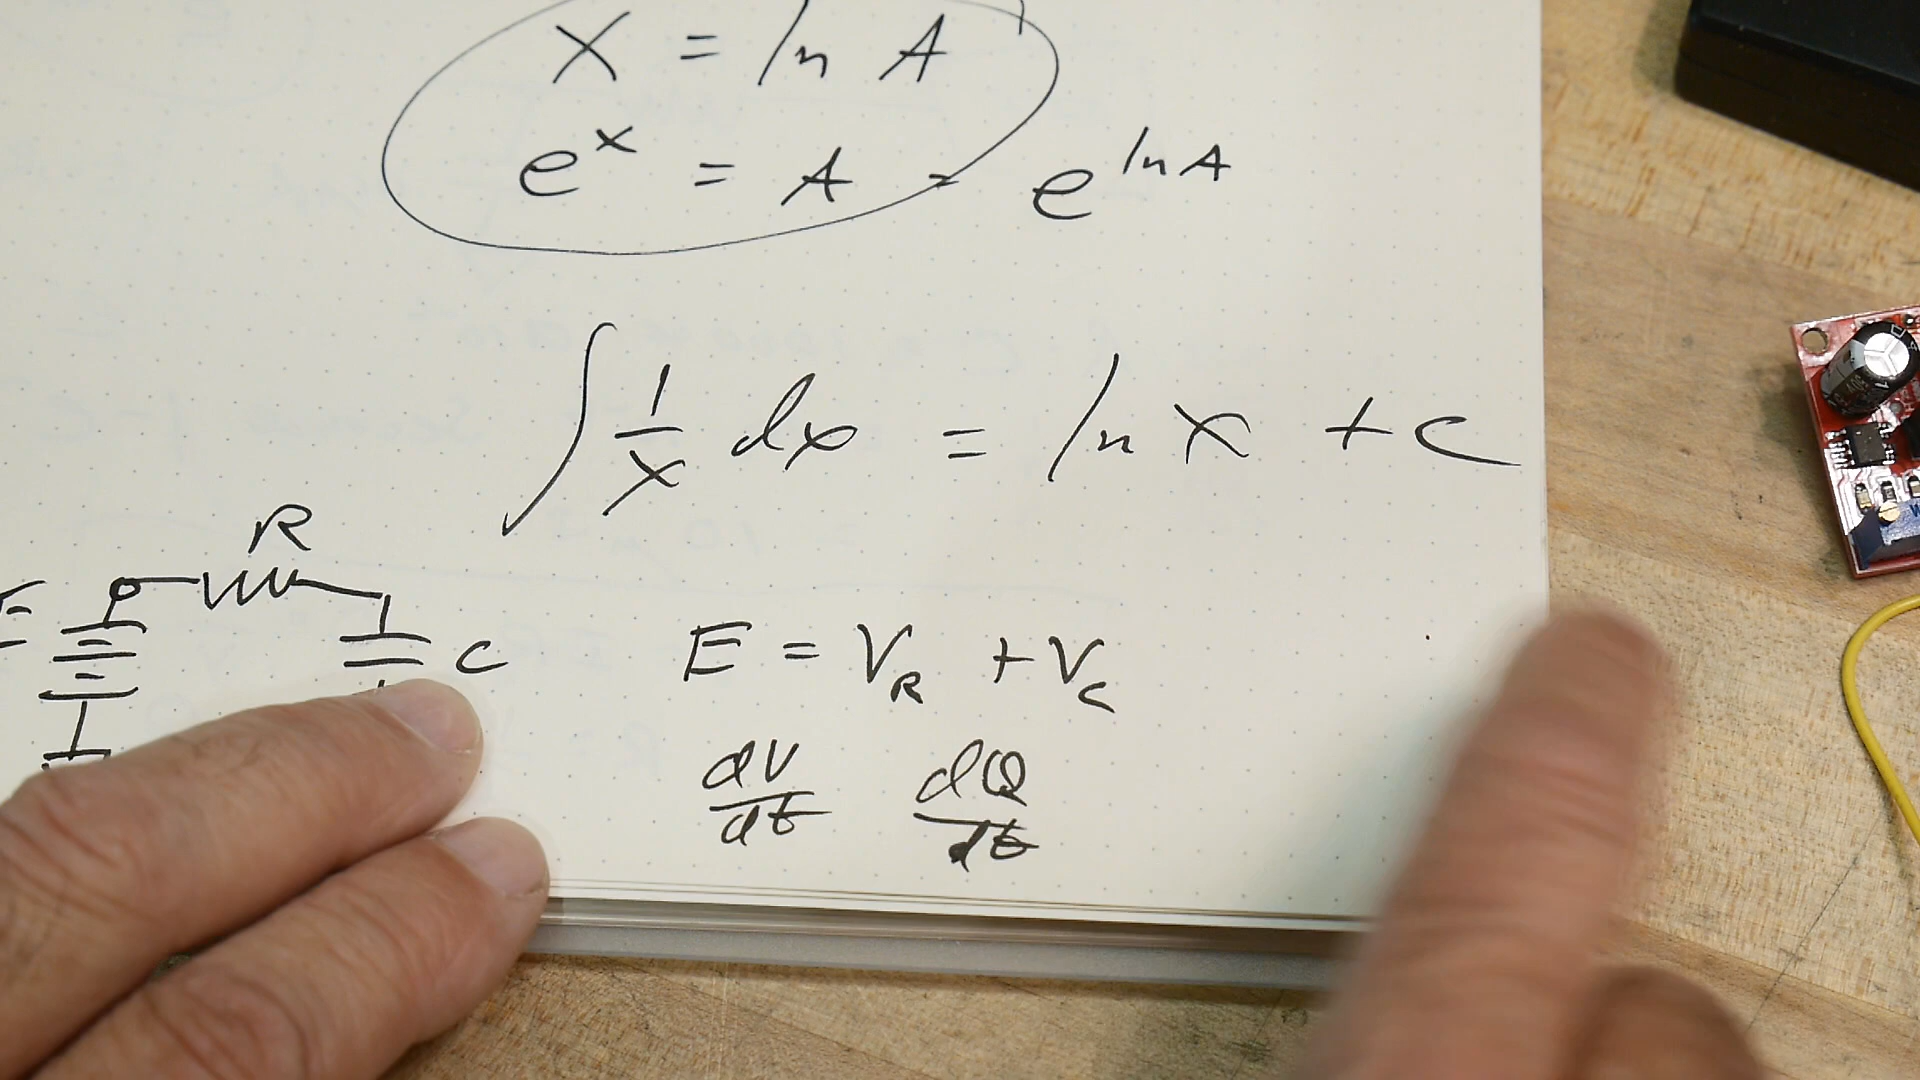 X = ln A
e^x = A = e^ln A
∫ 1/x dx = ln x + c
R
E
C
E = V_R + V_C
dV/dt dQ/dt